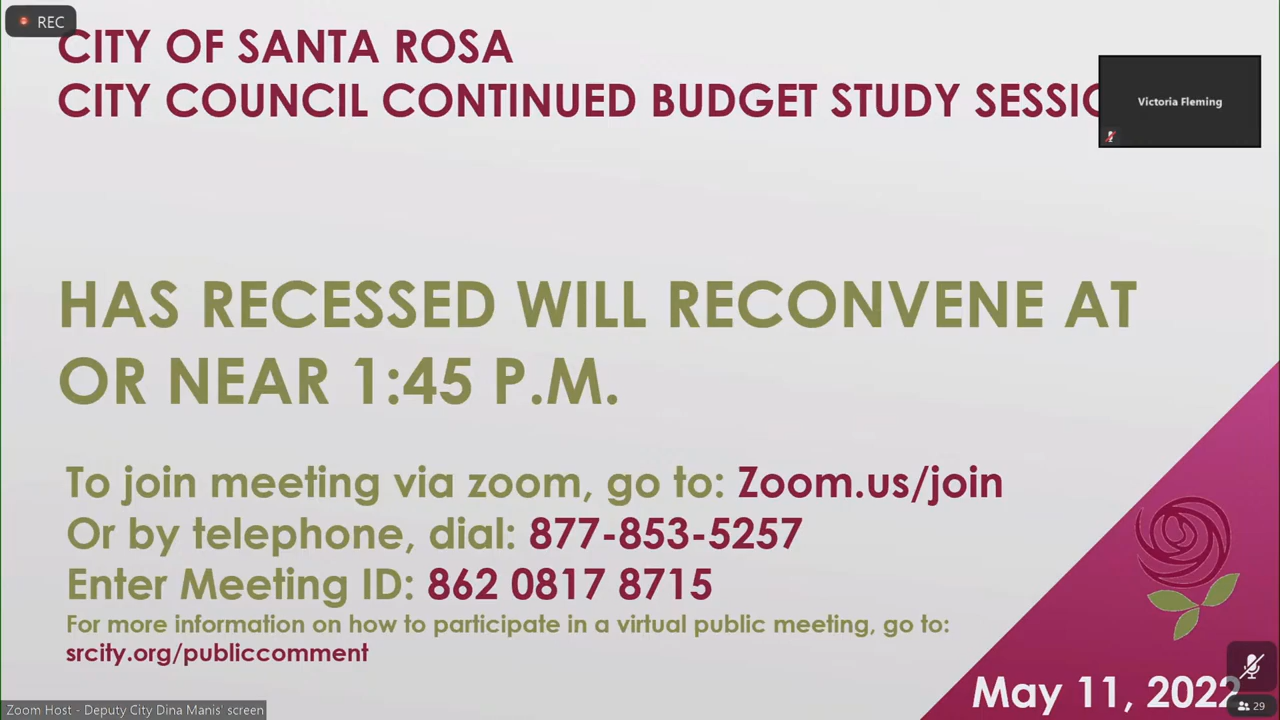 REC
CITY OF SANTA ROSA
CITY COUNCIL CONTINUED BUDGET STUDY
Victoria Fleming
HAS RECESSED WILL RECONVENE AT
OR NEAR 1:45 P.M.
To join meeting via zoom, go to: Zoom.us/join
Or by telephone, dial: 877-853-5257
Enter Meeting ID: 862 0817 8715
For more information on how to participate in a virtual public meeting, go to:
srcity.org/publiccomment
May 11, 2022
Zoom Host - Deputy City Dina Manis' screen
29